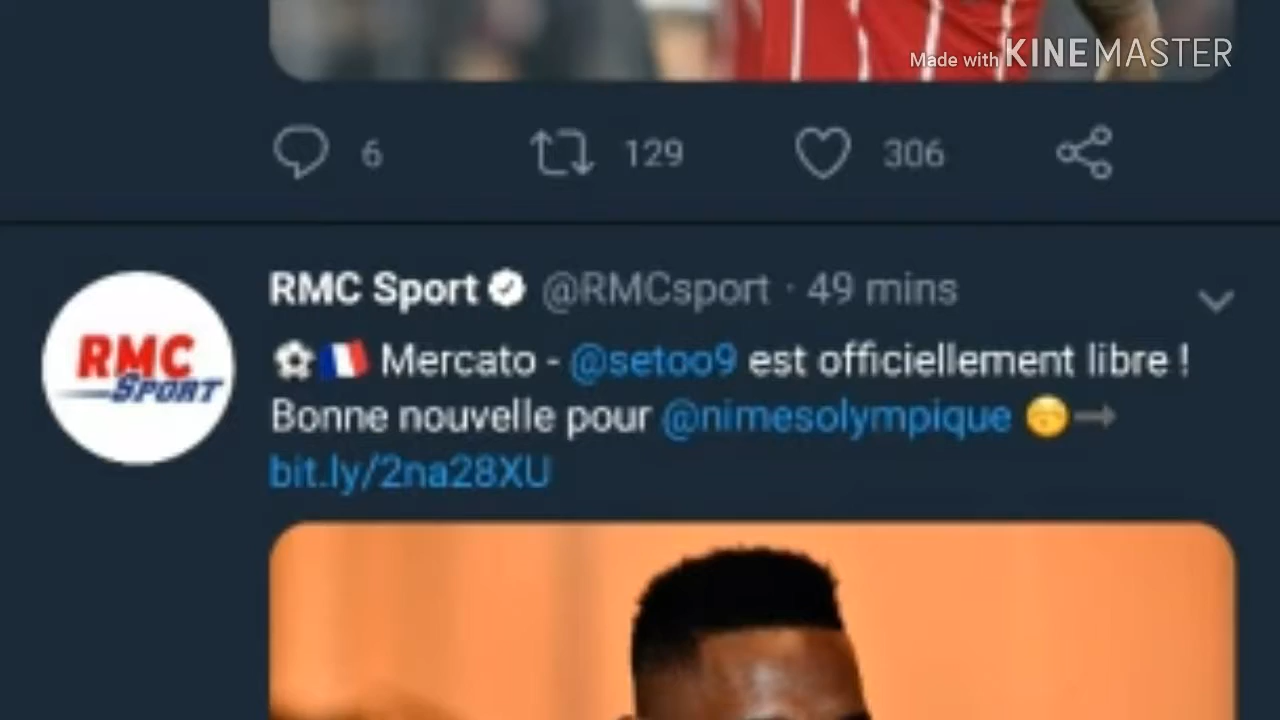 Made with KINEMASTER
6 129 306
RMC Sport @RMCsport · 49 mins
RMC
SPORT
⚽🇫🇷 Mercato - @setoo9 est officiellement libre !
Bonne nouvelle pour @nimesolympique 🙃➡
bit.ly/2na28XU